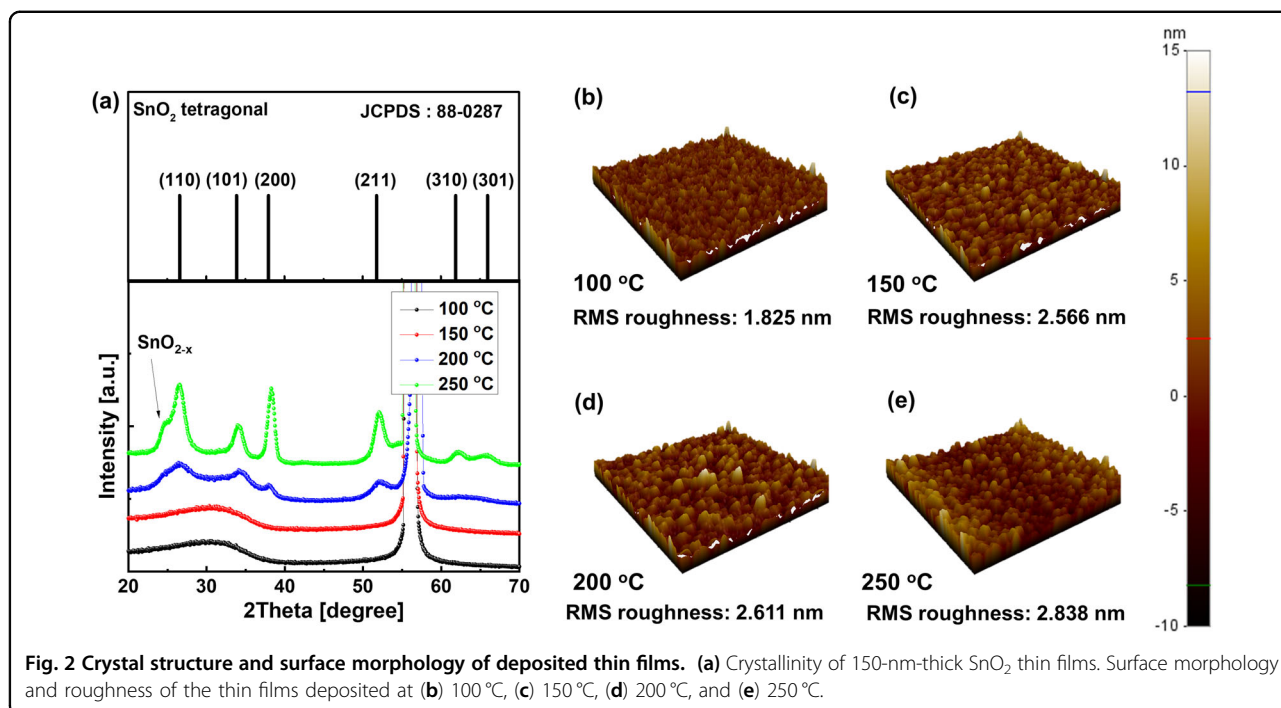 nm
15
10
5
0
-5
-10
(a)
SnO2 tetragonal
JCPDS : 88-0287
(110)
(101)
(200)
(211)
(310)
(301)
100 °C
150 °C
200 °C
250 °C
SnO2-x
Intensity [a.u.]
20
30
40
50
60
70
2Theta [degree]
(b)
100 °C
RMS roughness: 1.825 nm
(c)
150 °C
RMS roughness: 2.566 nm
(d)
200 °C
RMS roughness: 2.611 nm
(e)
250 °C
RMS roughness: 2.838 nm
Fig. 2 Crystal structure and surface morphology of deposited thin films. (a) Crystallinity of 150-nm-thick SnO2 thin films. Surface morphology
and roughness of the thin films deposited at (b) 100 °C, (c) 150 °C, (d) 200 °C, and (e) 250 °C.